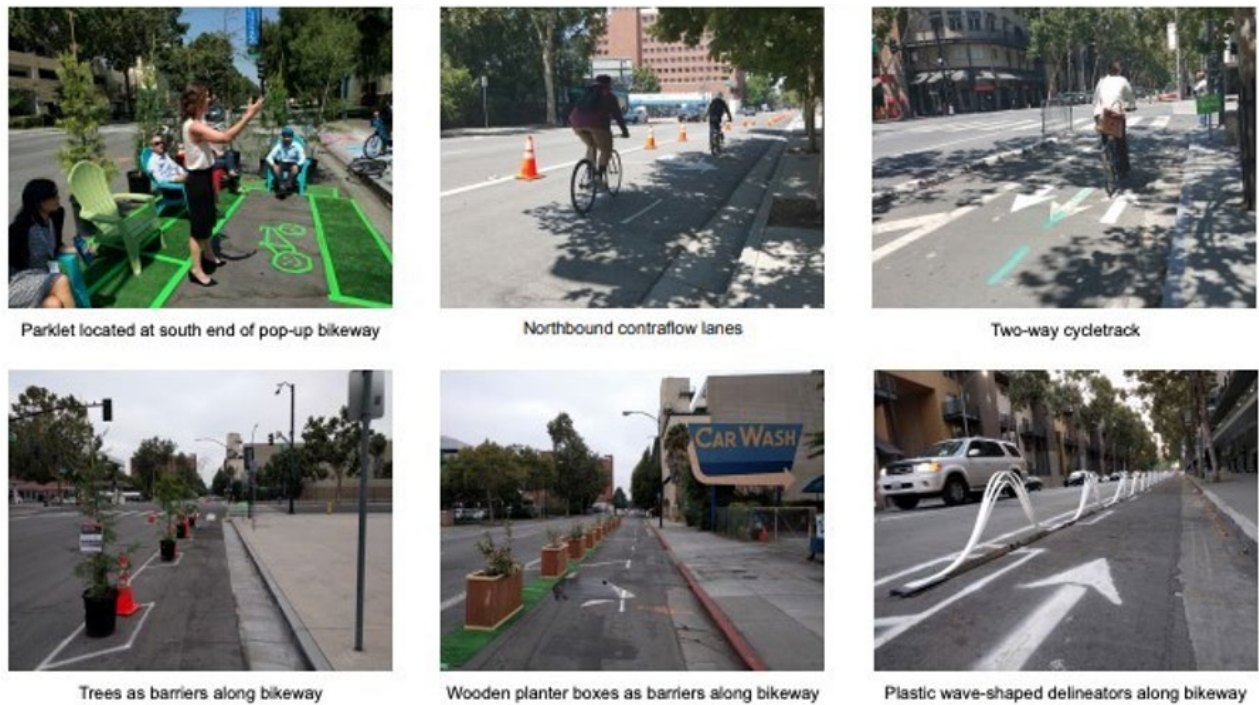 Parklet located at south end of pop-up bikeway
Northbound contraflow lanes
Two-way cycletrack
CAR WASH
Trees as barriers along bikeway
Wooden planter boxes as barriers along bikeway
Plastic wave-shaped delineators along bikeway